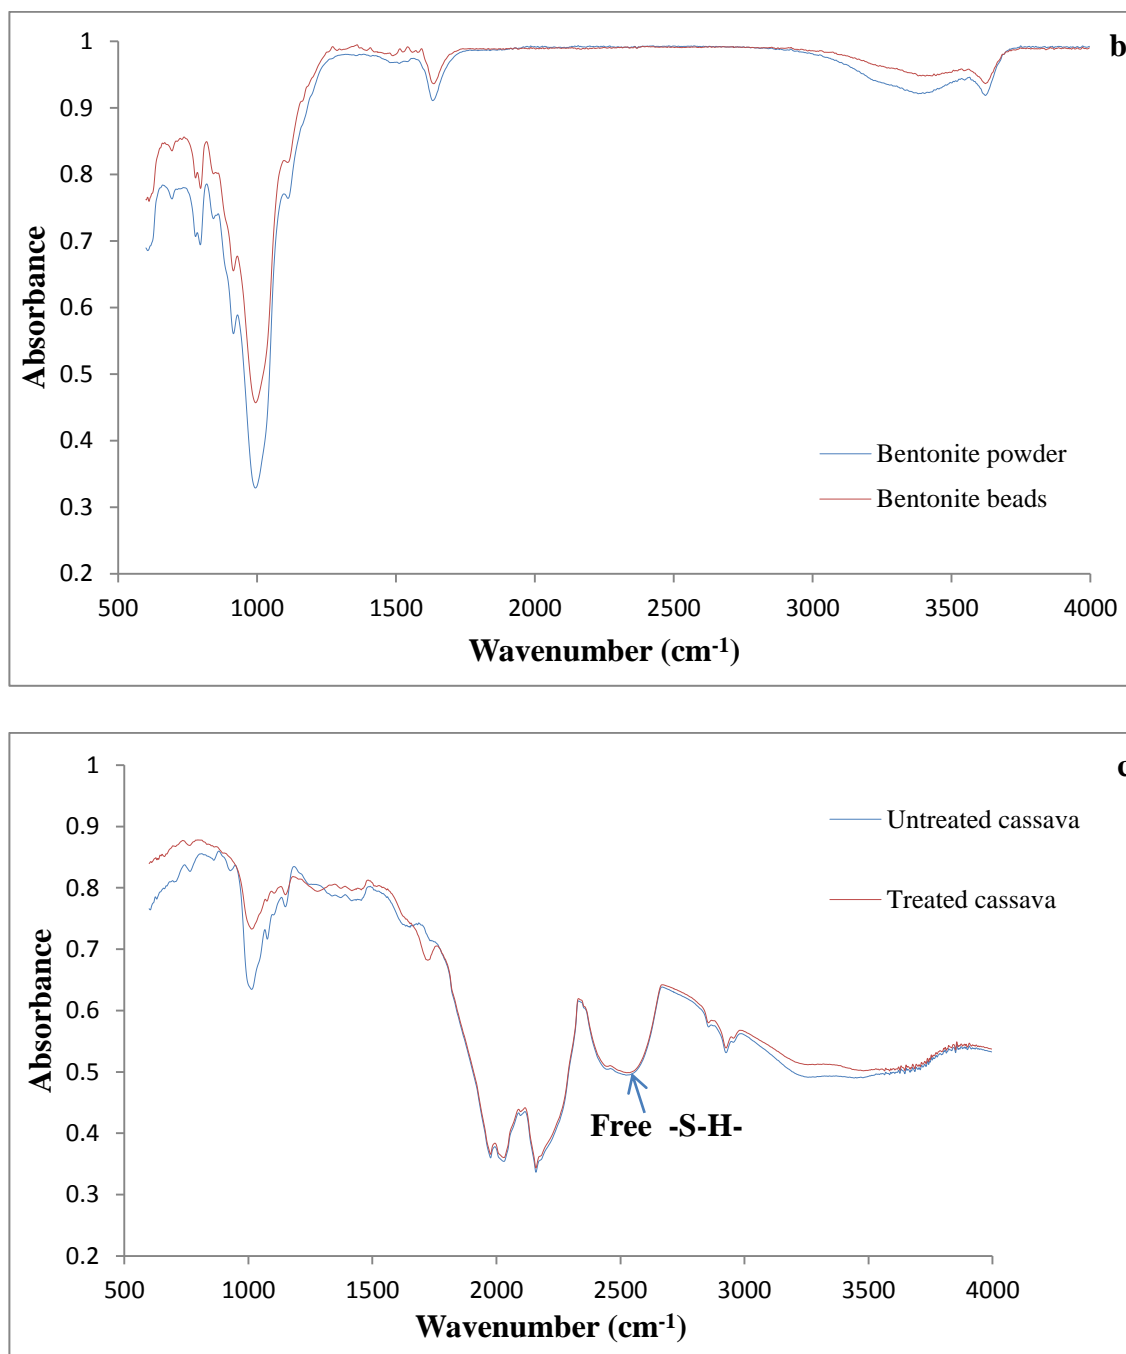 b
1
0.9
0.8
0.7
0.6
0.5
0.4
0.3
0.2
Absorbance
Bentonite powder
Bentonite beads
500 1000 1500 2000 2500 3000 3500 4000
Wavenumber (cm-1)
c
1
0.9
0.8
0.7
0.6
0.5
0.4
0.3
0.2
Absorbance
Untreated cassava
Treated cassava
Free -S-H-
500 1000 1500 2000 2500 3000 3500 4000
Wavenumber (cm-1)